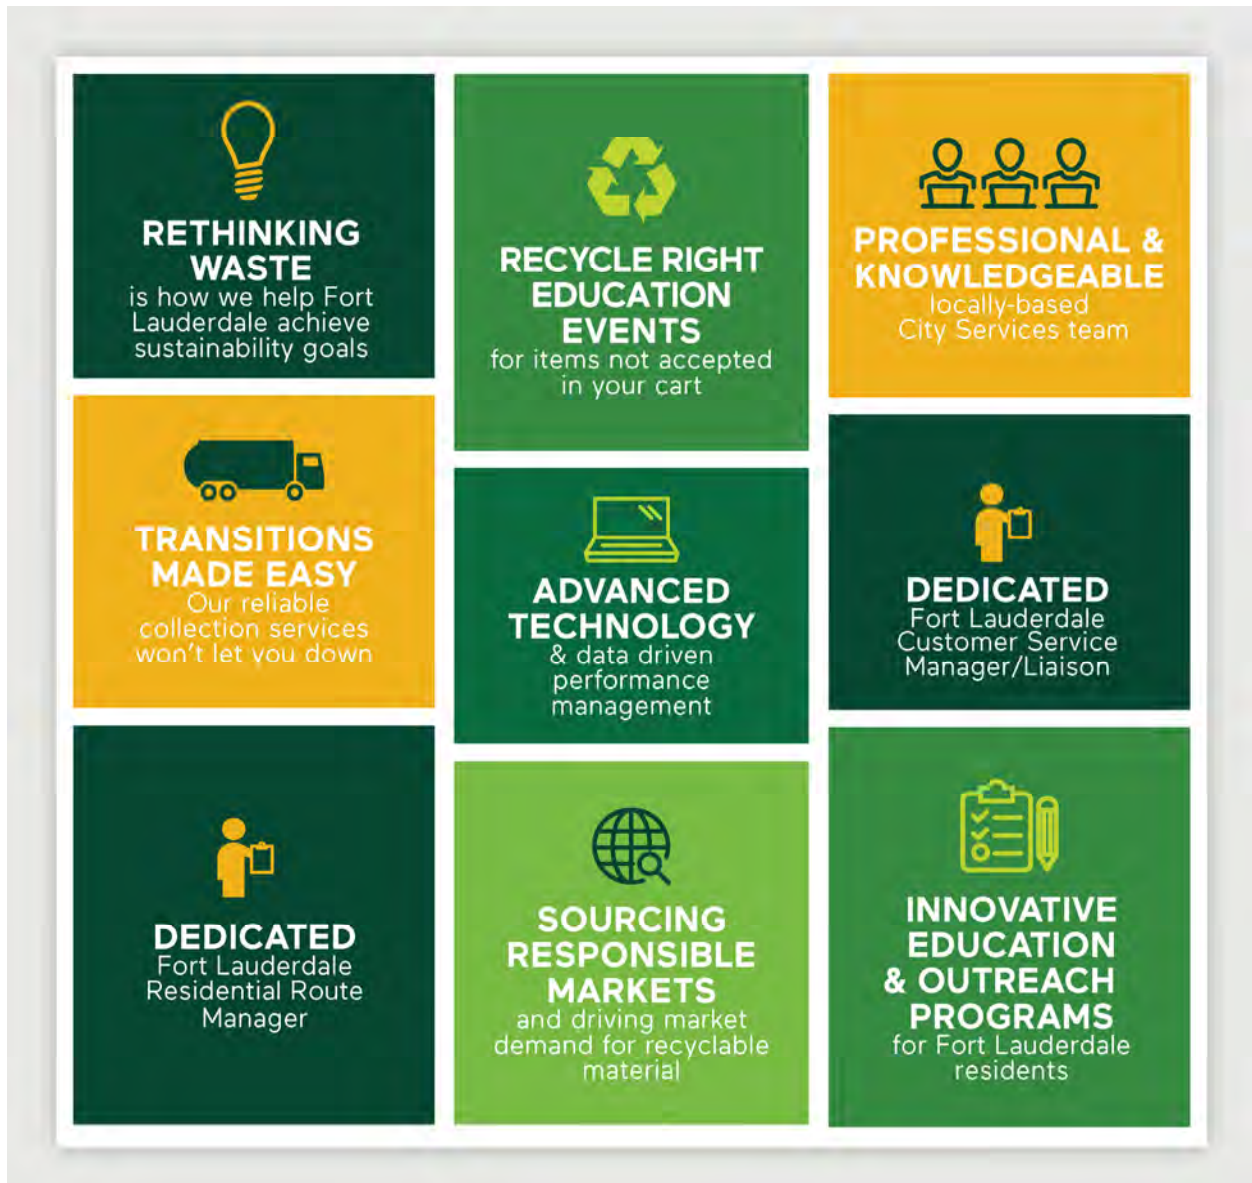 RETHINKING
WASTE
is how we help Fort
Lauderdale achieve
sustainability goals
RECYCLE RIGHT
EDUCATION
EVENTS
for items not accepted
in your cart
PROFESSIONAL &
KNOWLEDGEABLE
locally-based
City Services team
TRANSITIONS
MADE EASY
Our reliable
collection services
won't let you down
ADVANCED
TECHNOLOGY
& data driven
performance
management
DEDICATED
Fort Lauderdale
Customer Service
Manager/Liaison
DEDICATED
Fort Lauderdale
Residential Route
Manager
SOURCING
RESPONSIBLE
MARKETS
and driving market
demand for recyclable
material
INNOVATIVE
EDUCATION
& OUTREACH
PROGRAMS
for Fort Lauderdale
residents